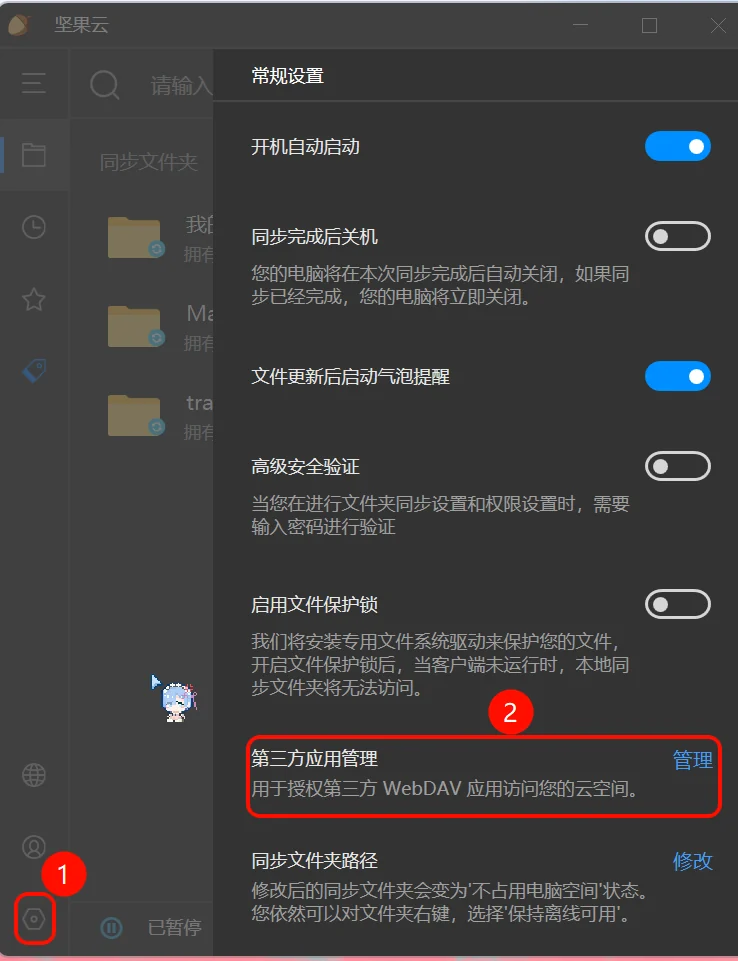 坚果云
请输入
常规设置
开机自动启动
同步文件夹
同步完成后关机
您的电脑将在本次同步完成后自动关闭，如果同
步已经完成，您的电脑将立即关闭。
我的
拥有
Ma
拥有
文件更新后启动气泡提醒
tra
拥有
高级安全验证
当您在进行文件夹同步设置和权限设置时，需要
输入密码进行验证
启用文件保护锁
我们将安装专用文件系统驱动来保护您的文件，
开启文件保护锁后，当客户端未运行时，本地同
步文件夹将无法访问。
2
第三方应用管理
管理
用于授权第三方 WebDAV 应用访问您的云空间。
同步文件夹路径
修改
修改后的同步文件夹会变为'不占用电脑空间'状态。
您依然可以对文件夹右键，选择'保持离线可用'。
1
已暂停